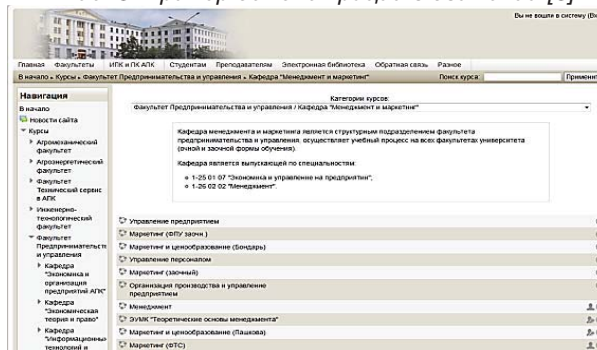 Вы не вошли в систему (Вх
Главная Факультеты ИПК и ПК АПК Студентам Преподавателям Электронная библиотека Обратная связь Разное
В начало ▸ Курсы ▸ Факультет Предпринимательства и управления ▸ Кафедра "Менеджмент и маркетинг" Поиск курса: Применит
Навигация
В начало
Новости сайта
Курсы
Агромеханический факультет
Агроэнергетический факультет
Факультет Технический сервис в АПК
Инженерно-технологический факультет
Факультет Предпринимательств и управления
Кафедра "Экономика и организация предприятий АПК"
Кафедра "Экономическая теория и право"
Кафедра "Информационны технологий и
Категории курсов:
Факультет Предпринимательства и управления / Кафедра "Менеджмент и маркетинг"
Кафедра менеджмента и маркетинга является структурным подразделением факультета
предпринимательства и управления, осуществляет учебный процесс на всех факультетах университета
(очной и заочной формы обучения).
Кафедра является выпускающей по специальностям:
1-25 01 07 "Экономика и управление на предприятии";
1-26 02 02 "Менеджмент".
Управление предприятием
Маркетинг (ФПУ заочн.)
Маркетинг и ценообразование (Бондарь)
Управление персоналом
Маркетинг (заочный)
Организация производства и управление
предприятием
Менеджмент
ЭУМК "Теоретические основы менеджмента"
Маркетинг и ценообразование (Пашкова)
Маркетинг (ФТС)